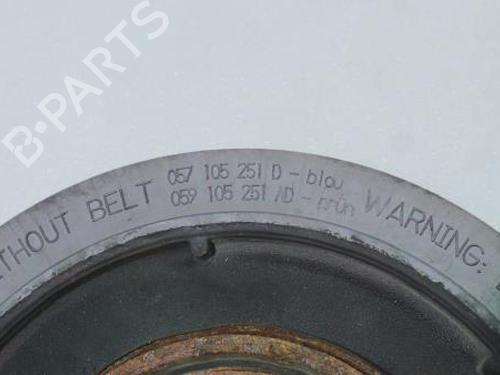 B-PARTS
THOUT BELT
057 105 251 D - blau
059 105 251 AD - grün
WARNING: